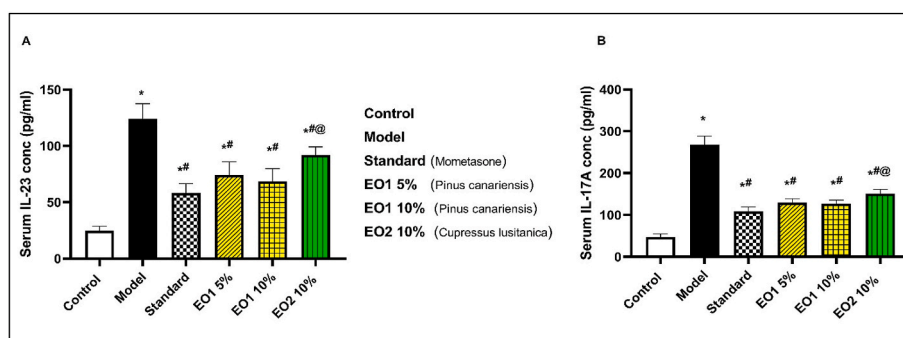 A
Serum IL-23 conc (pg/ml)
150
100
50
0
*
*#
*#
*#
*#@
Control
Model
Standard
EO1 5%
EO1 10%
EO2 10%
Control
Model
Standard (Mometasone)
EO1 5% (Pinus canariensis)
EO1 10% (Pinus canariensis)
EO2 10% (Cupressus lusitanica)
B
Serum IL-17A conc (pg/ml)
400
300
200
100
0
*
*#
*#
*#
*#@
Control
Model
Standard
EO1 5%
EO1 10%
EO2 10%